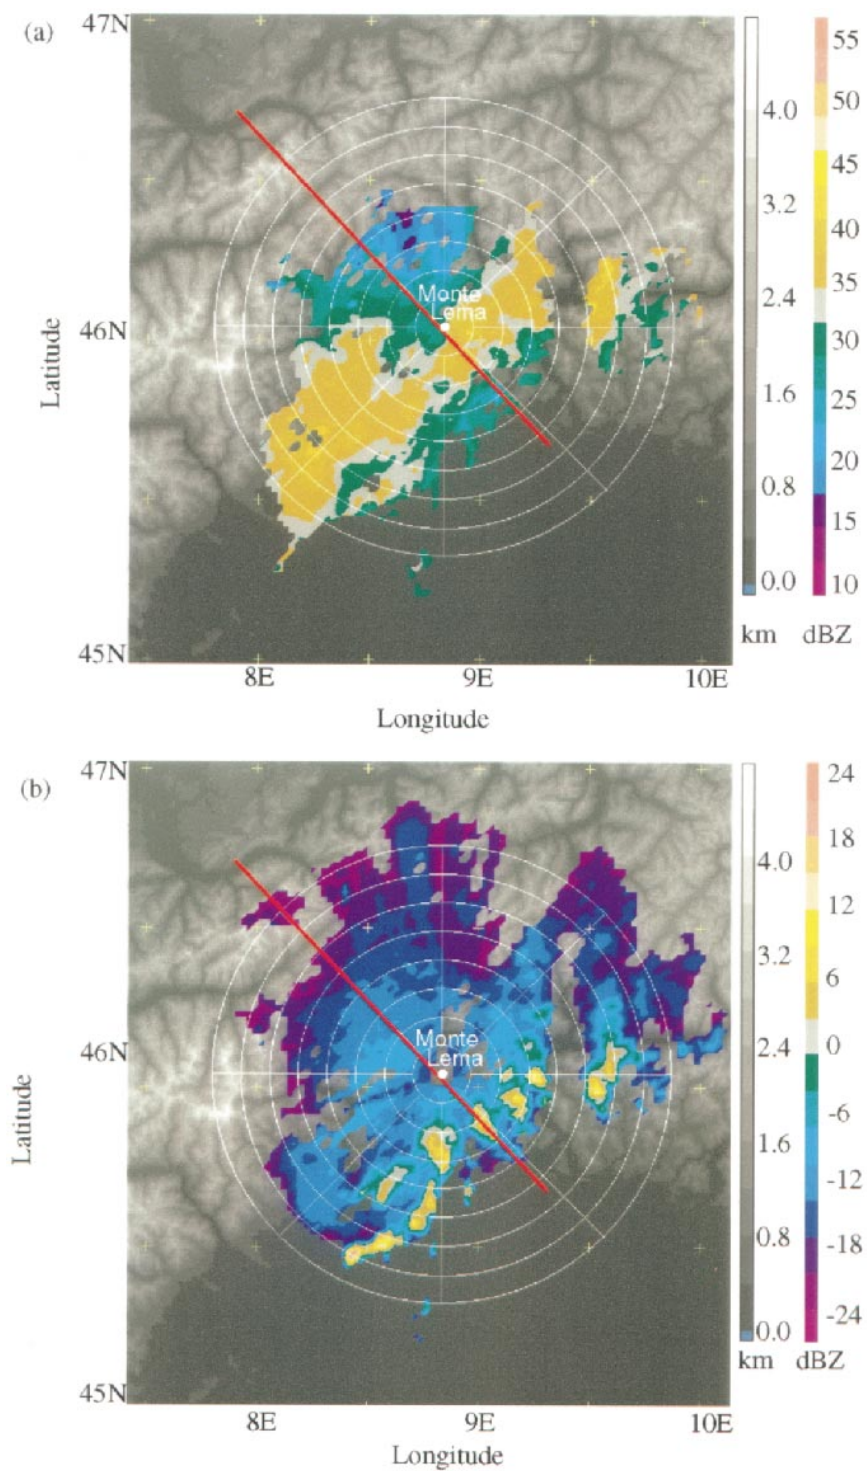 (a)
47N
46N
45N
Latitude
8E
9E
10E
Longitude
Monte
Lema
4.0
3.2
2.4
1.6
0.8
0.0
km
55
50
45
40
35
30
25
20
15
10
dBZ
(b)
47N
46N
45N
Latitude
8E
9E
10E
Longitude
Monte
Lema
4.0
3.2
2.4
1.6
0.8
0.0
km
24
18
12
6
0
-6
-12
-18
-24
dBZ